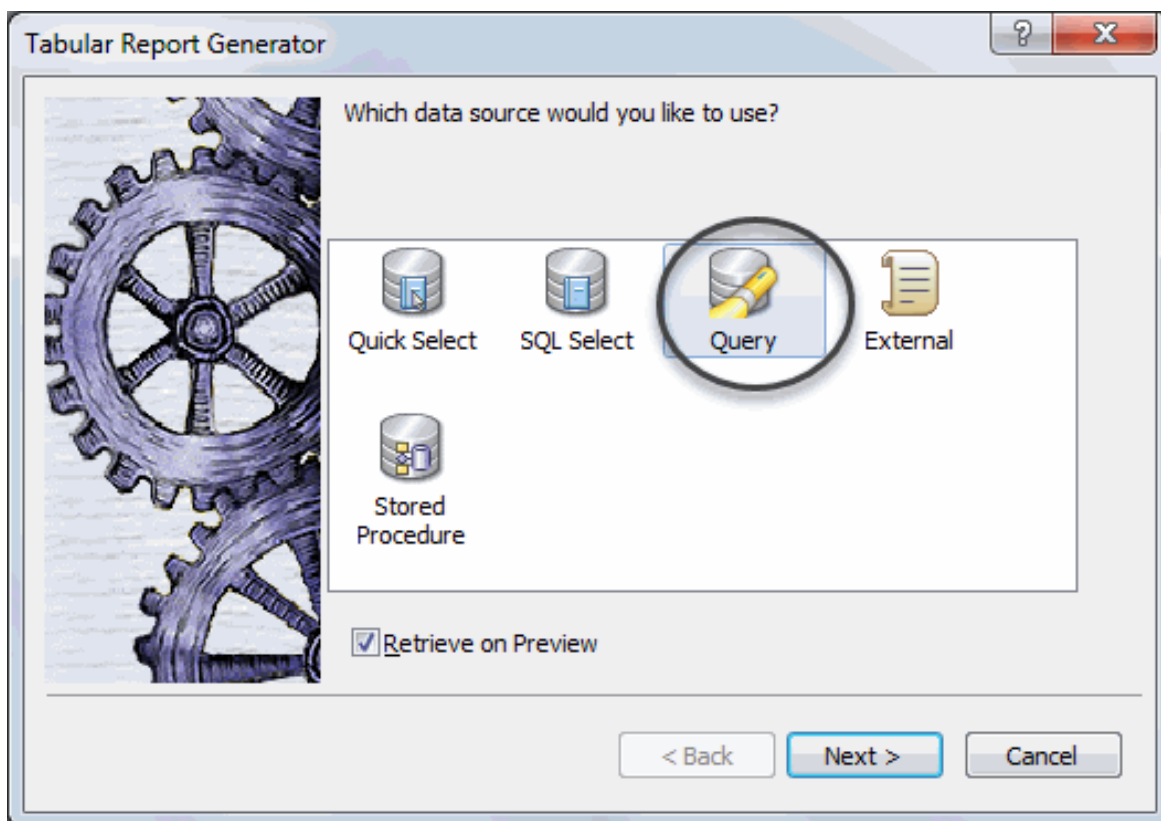 Tabular Report Generator
?
X
Which data source would you like to use?
Quick Select
SQL Select
Query
External
Stored
Procedure
Retrieve on Preview
< Back
Next >
Cancel